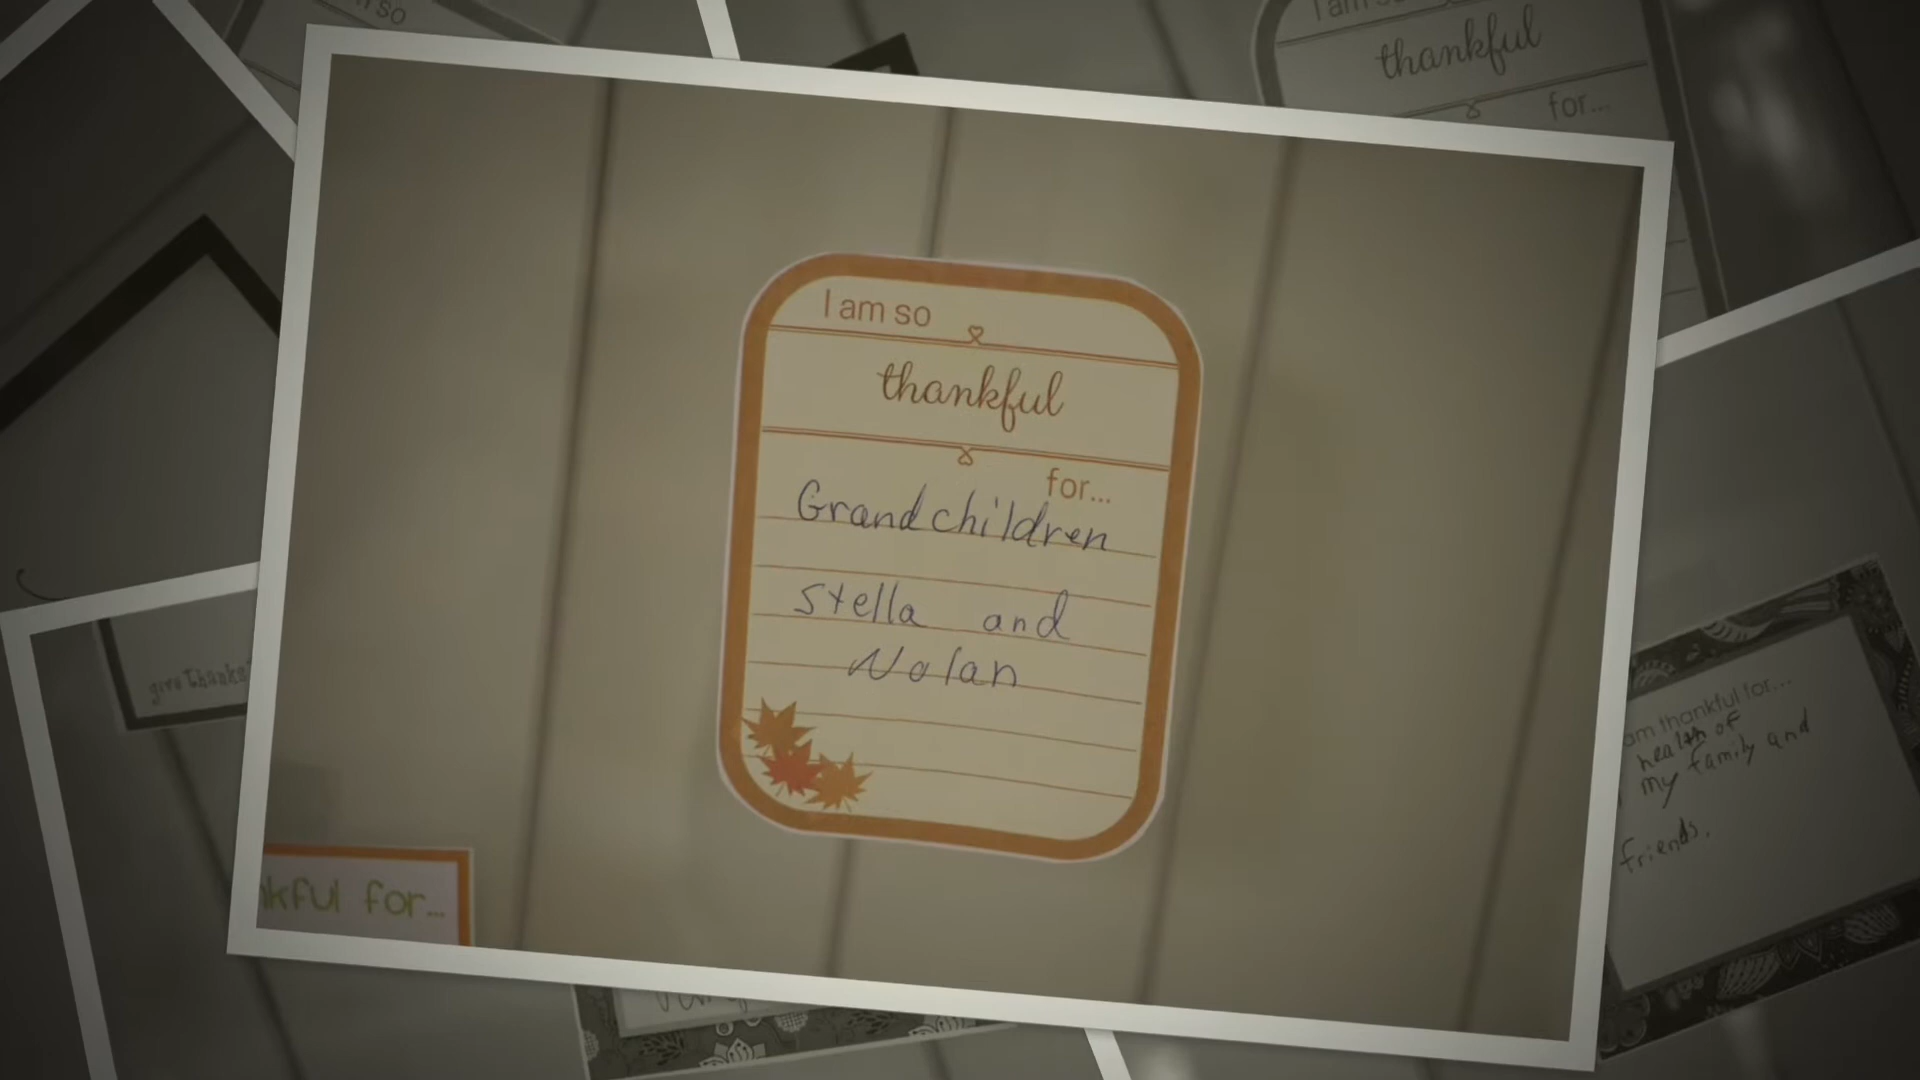 I am so
thankful
for...
Grandchildren
Stella and
Nolan
nkful for...
m so
I am so
thankful
for...
give Thanks
am thankful for...
health of
my family and
friends.